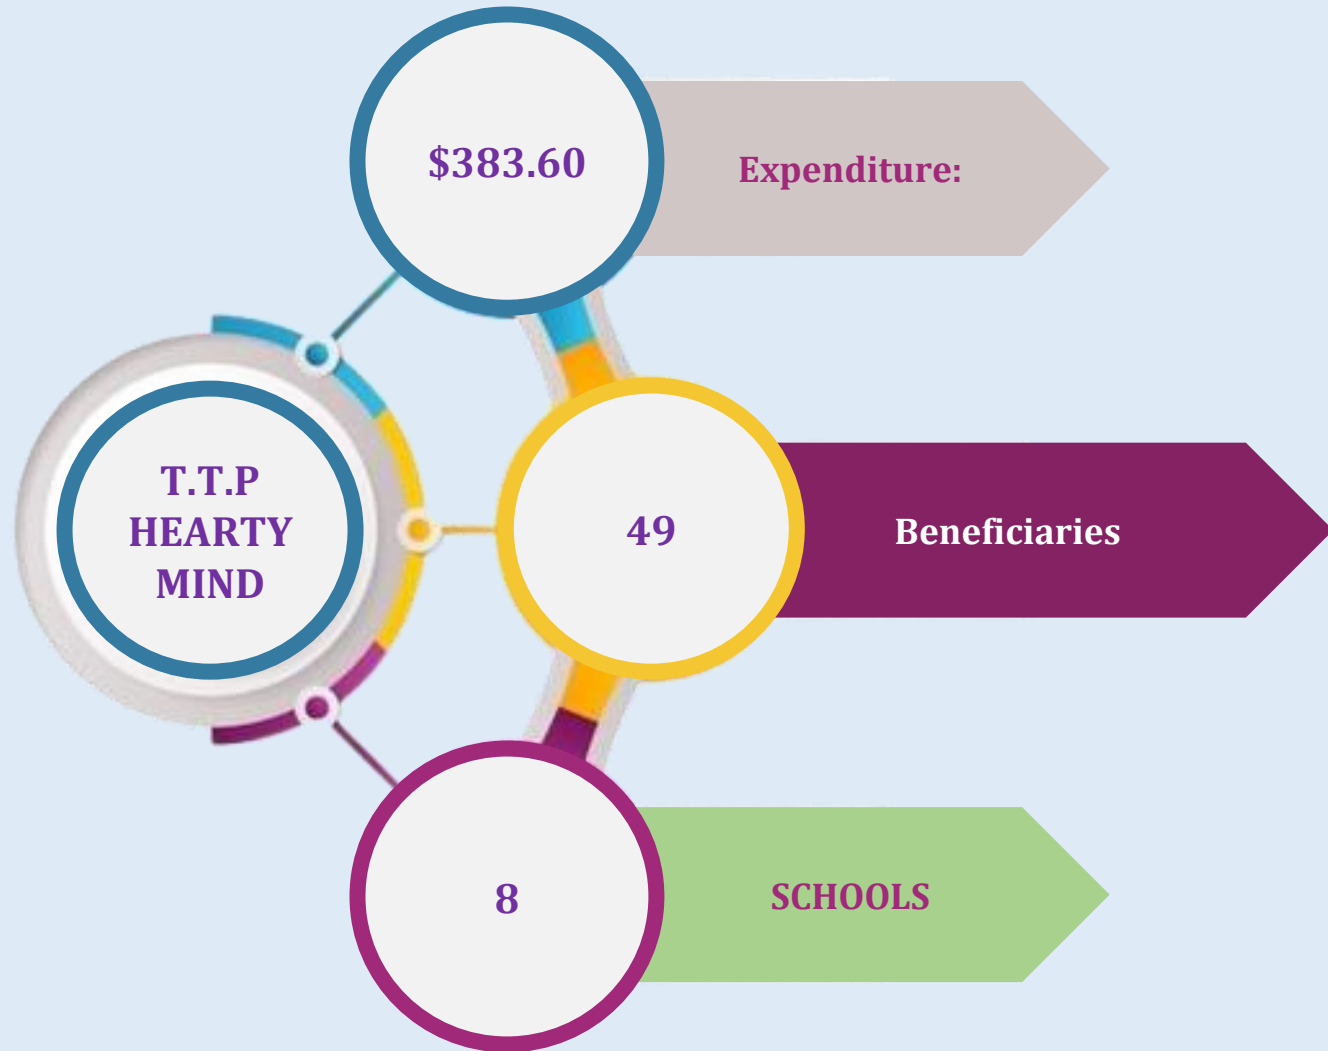 $383.60
Expenditure:
T.T.P
HEARTY
MIND
49
Beneficiaries
8
SCHOOLS